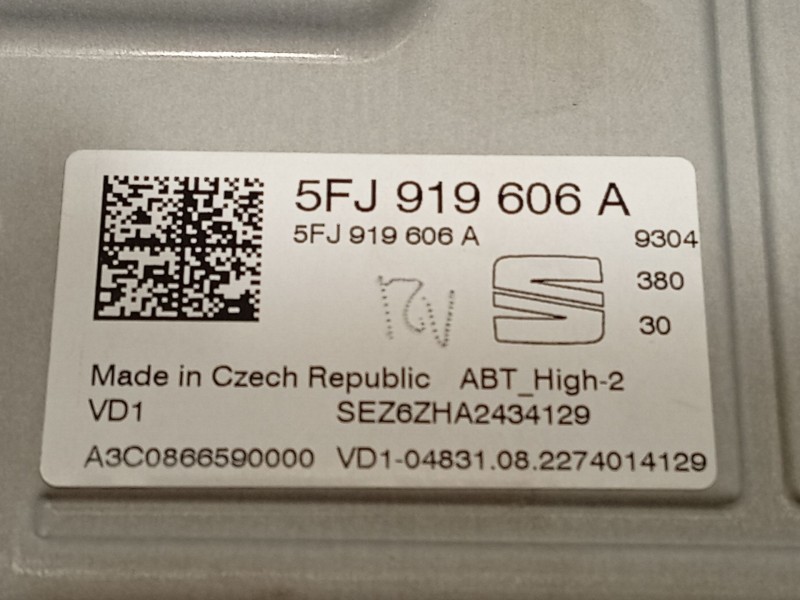 5FJ 919 606 A
5FJ 919 606 A
9304
380
30
Made in Czech Republic ABT_High-2
VD1 SEZ6ZHA2434129
A3C0866590000 VD1-04831.08.2274014129